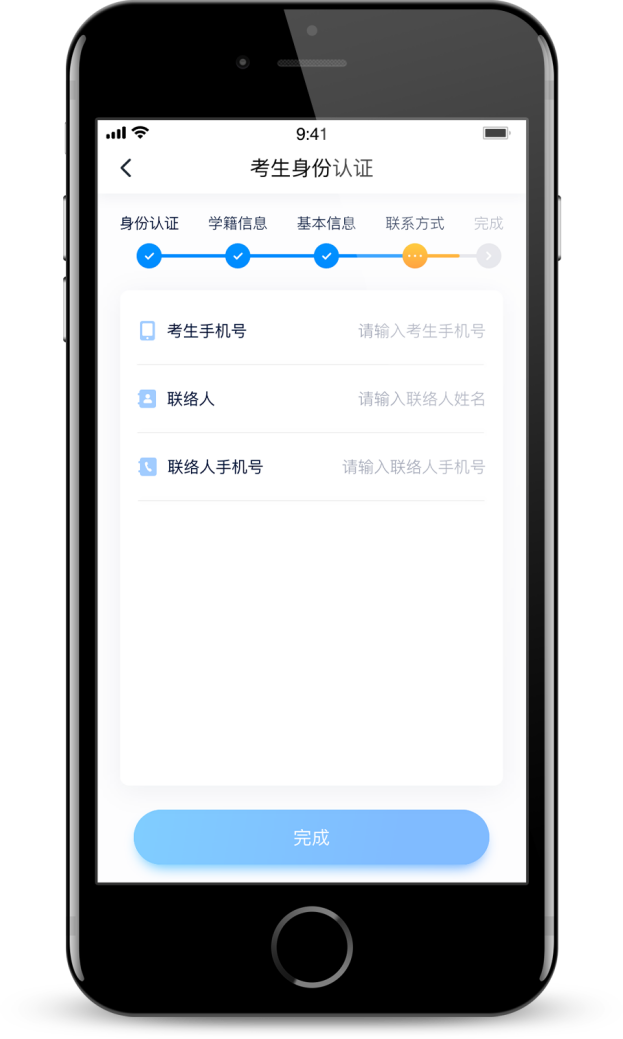 9:41
考生身份认证
身份认证 学籍信息 基本信息 联系方式 完成
考生手机号 请输入考生手机号
联络人 请输入联络人姓名
联络人手机号 请输入联络人手机号
完成